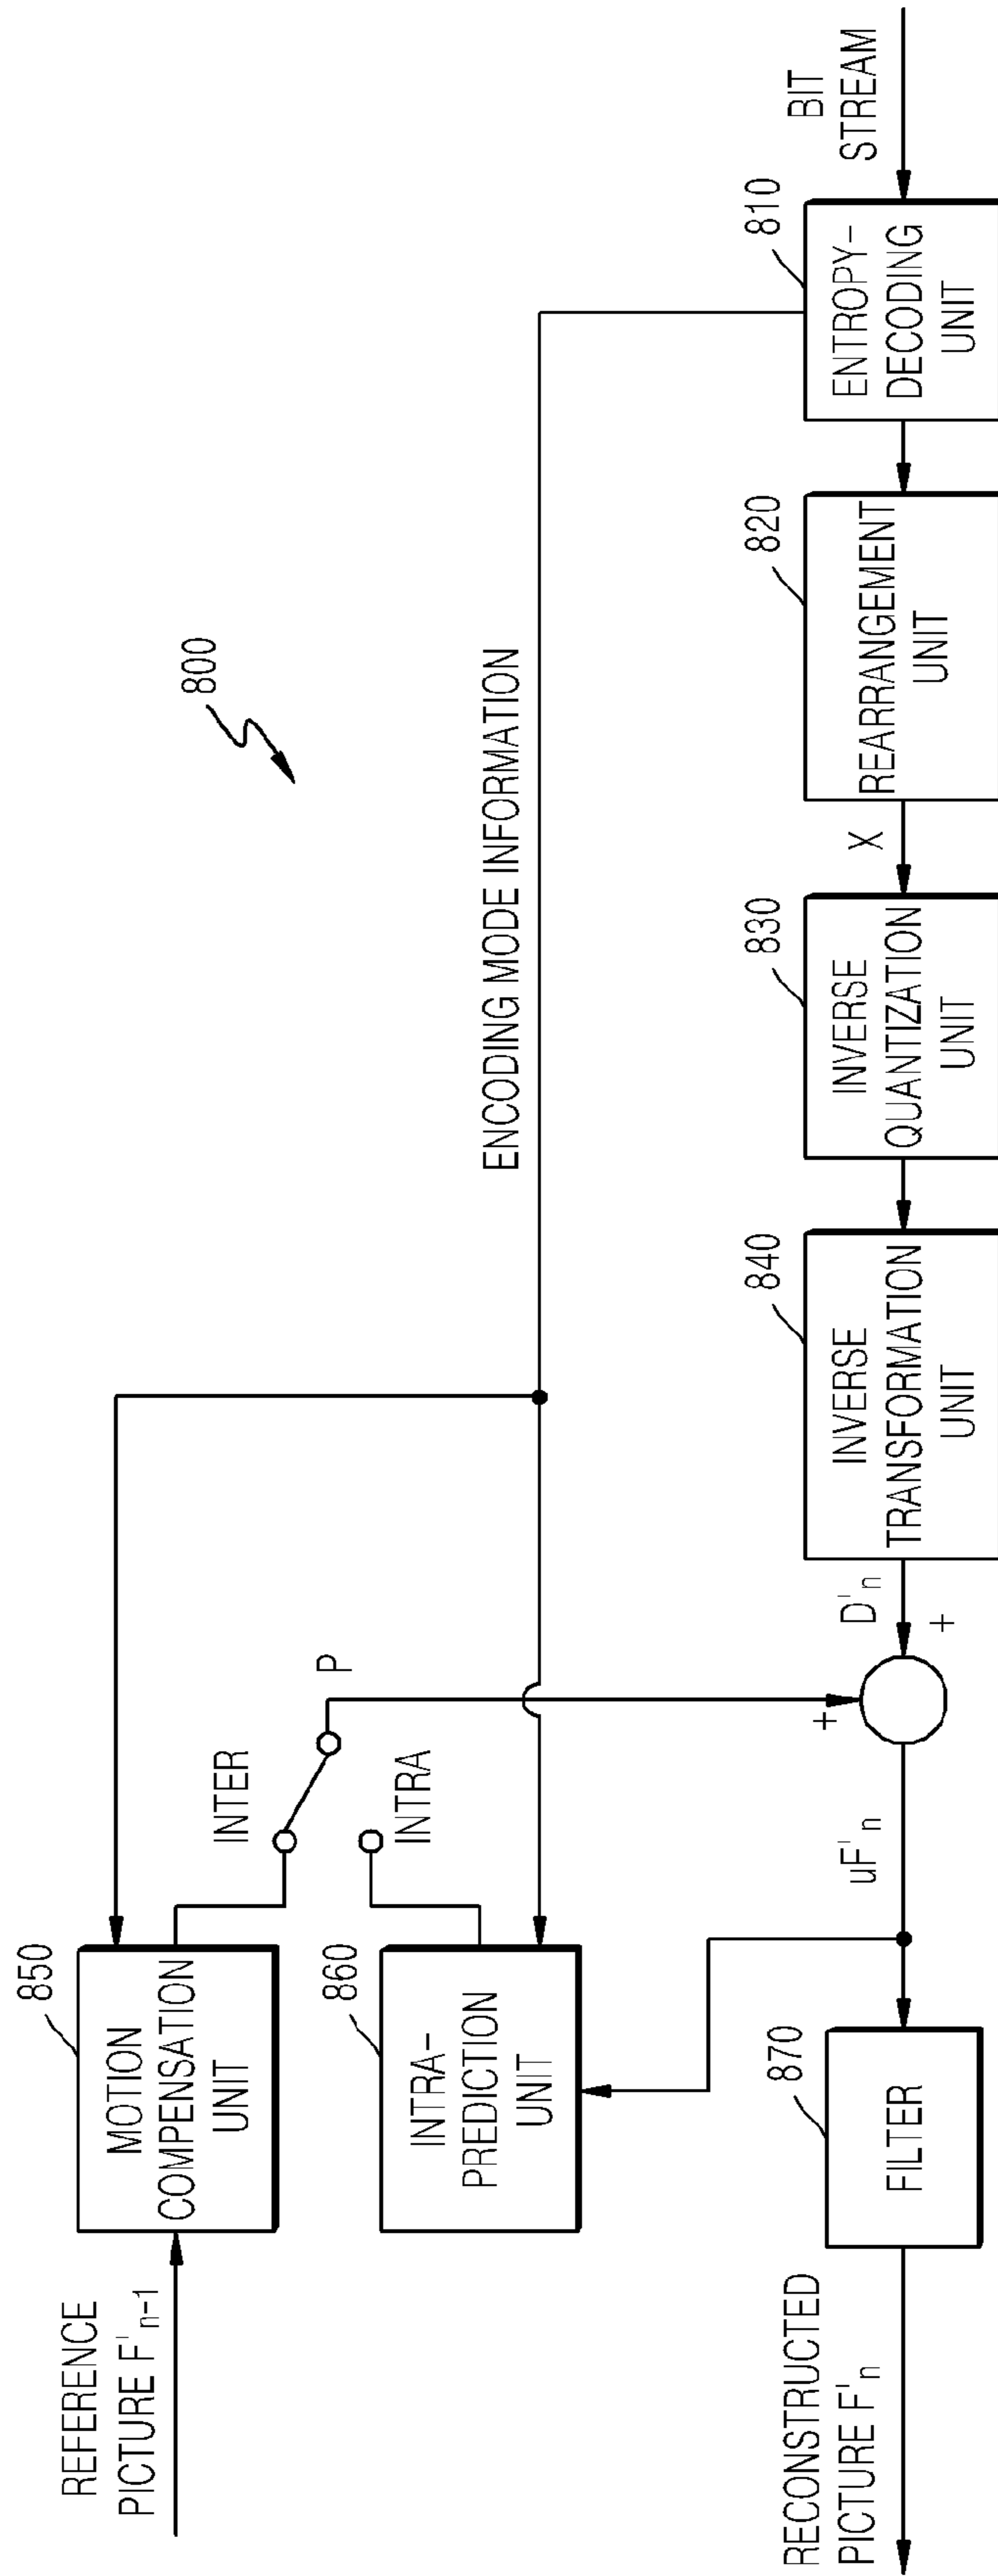 800
REFERENCE
PICTURE F'n-1
850
MOTION
COMPENSATION
UNIT
INTER
P
INTRA
860
INTRA-
PREDICTION
UNIT
ENCODING MODE INFORMATION
RECONSTRUCTED
PICTURE F'n
870
FILTER
uF'n
+
+
D'n
840
INVERSE
TRANSFORMATION
UNIT
830
INVERSE
QUANTIZATION
UNIT
X
820
REARRANGEMENT
UNIT
810
ENTROPY-
DECODING
UNIT
BIT
STREAM